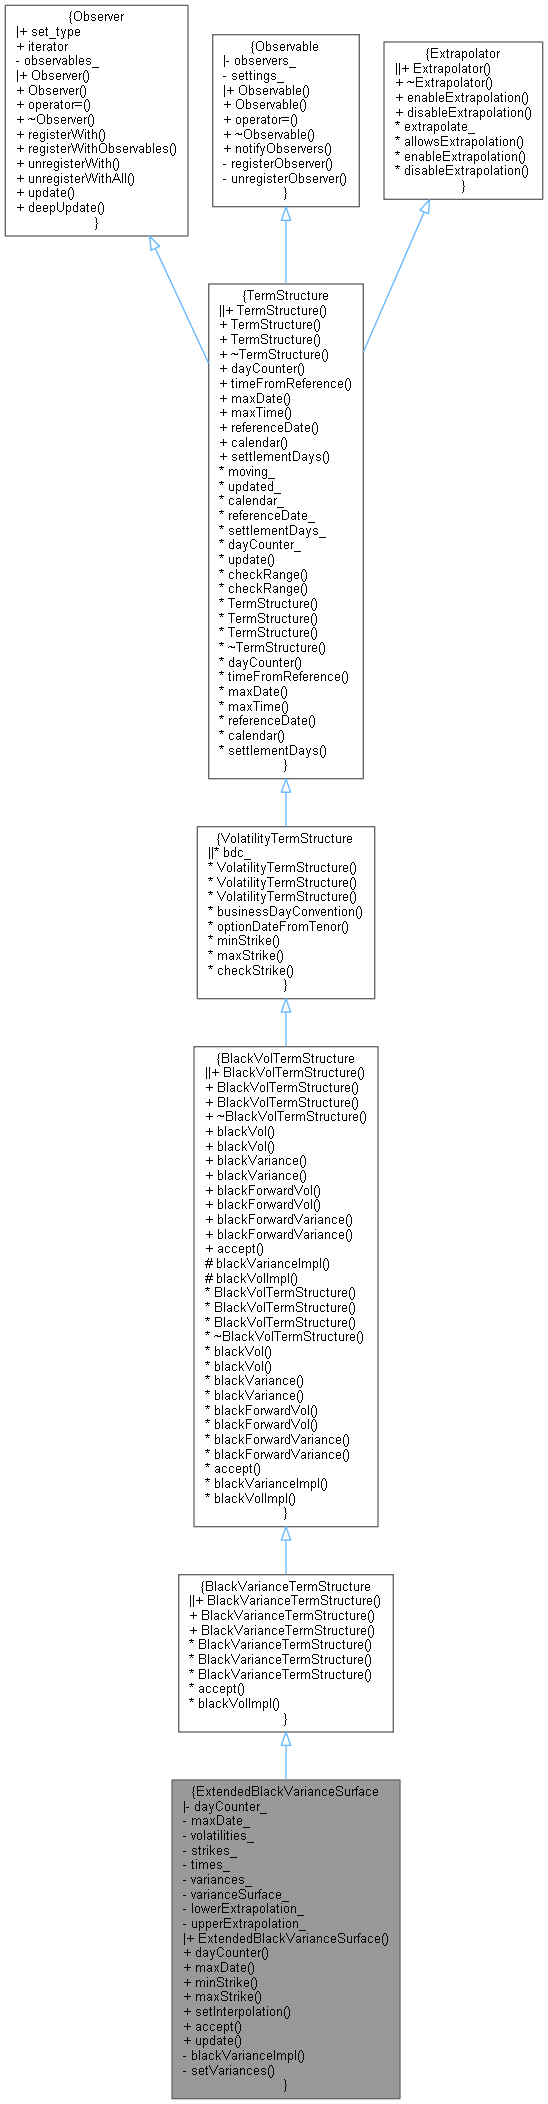 {Observer
|+ set_type
+ iterator
- observables_
|+ Observer()
+ Observer()
+ operator=()
+ ~Observer()
+ registerWith()
+ registerWithObservables()
+ unregisterWith()
+ unregisterWithAll()
+ update()
+ deepUpdate()
}
{Observable
|- observers_
- settings_
|+ Observable()
+ Observable()
+ operator=()
+ ~Observable()
+ notifyObservers()
- registerObserver()
- unregisterObserver()
}
{Extrapolator
||+ Extrapolator()
+ ~Extrapolator()
+ enableExtrapolation()
+ disableExtrapolation()
* extrapolate_
* allowsExtrapolation()
* enableExtrapolation()
* disableExtrapolation()
}
{TermStructure
||+ TermStructure()
+ TermStructure()
+ TermStructure()
+ ~TermStructure()
+ dayCounter()
+ timeFromReference()
+ maxDate()
+ maxTime()
+ referenceDate()
+ calendar()
+ settlementDays()
* moving_
* updated_
* calendar_
* referenceDate_
* settlementDays_
* dayCounter_
* update()
* checkRange()
* checkRange()
* TermStructure()
* TermStructure()
* TermStructure()
* ~TermStructure()
* dayCounter()
* timeFromReference()
* maxDate()
* maxTime()
* referenceDate()
* calendar()
* settlementDays()
}
{VolatilityTermStructure
||* bdc_
* VolatilityTermStructure()
* VolatilityTermStructure()
* VolatilityTermStructure()
* businessDayConvention()
* optionDateFromTenor()
* minStrike()
* maxStrike()
* checkStrike()
}
{BlackVolTermStructure
||+ BlackVolTermStructure()
+ BlackVolTermStructure()
+ BlackVolTermStructure()
+ ~BlackVolTermStructure()
+ blackVol()
+ blackVol()
+ blackVariance()
+ blackVariance()
+ blackForwardVol()
+ blackForwardVol()
+ blackForwardVariance()
+ blackForwardVariance()
+ accept()
# blackVarianceImpl()
# blackVolImpl()
* BlackVolTermStructure()
* BlackVolTermStructure()
* BlackVolTermStructure()
* ~BlackVolTermStructure()
* blackVol()
* blackVol()
* blackVariance()
* blackVariance()
* blackForwardVol()
* blackForwardVol()
* blackForwardVariance()
* blackForwardVariance()
* accept()
* blackVarianceImpl()
* blackVolImpl()
}
{BlackVarianceTermStructure
||+ BlackVarianceTermStructure()
+ BlackVarianceTermStructure()
+ BlackVarianceTermStructure()
* BlackVarianceTermStructure()
* BlackVarianceTermStructure()
* BlackVarianceTermStructure()
* accept()
* blackVolImpl()
}
{ExtendedBlackVarianceSurface
|- dayCounter_
- maxDate_
- volatilities_
- strikes_
- times_
- variances_
- varianceSurface_
- lowerExtrapolation_
- upperExtrapolation_
|+ ExtendedBlackVarianceSurface()
+ dayCounter()
+ maxDate()
+ minStrike()
+ maxStrike()
+ setInterpolation()
+ accept()
+ update()
- blackVarianceImpl()
- setVariances()
}